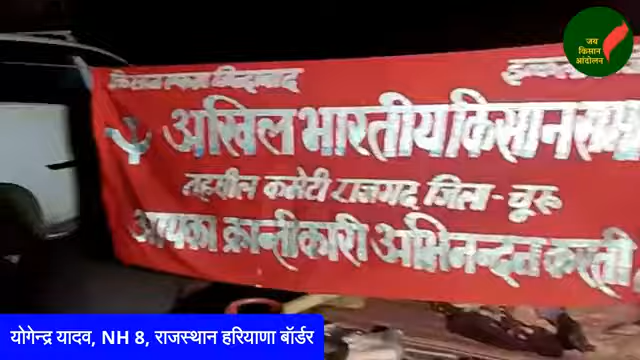 जय
किसान
आंदोलन
किसान एकता जिन्दाबाद
अखिल भारतीय किसान सभा
तहसील कमेटी राजगढ़ जिला - चूरू
आपका क्रान्तीकारी अभिनन्दन करती
योगेन्द्र यादव, NH 8, राजस्थान हरियाणा बॉर्डर